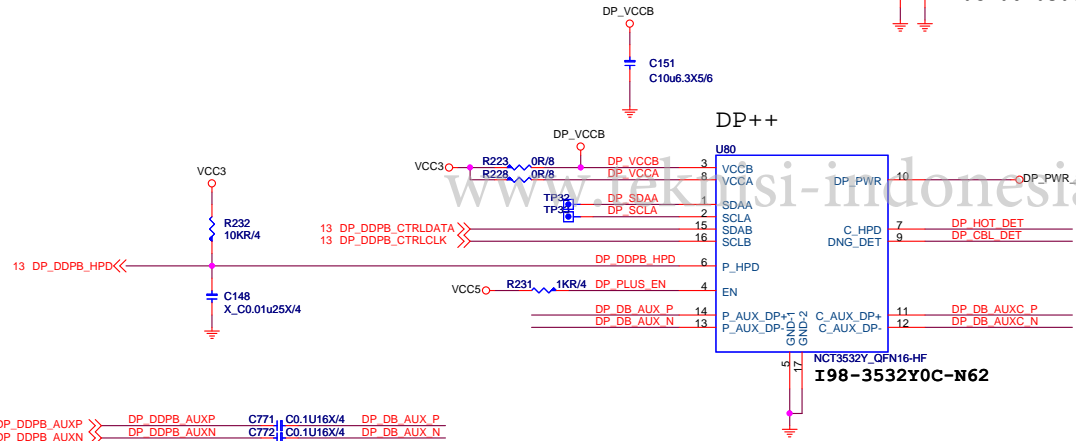 DP_VCCB
C151
C10u6.3X5/6
DP++
DP_VCCB
U80
VCC3
R223 0R/8 DP_VCCB 3 VCCB
R228 0R/8 DP_VCCA 8 VCCA
DP_PWR 10 DP_PWR
www.teknisi-indonesia
VCC3
TP32 DP_SDAA 1 SDAA
DP_SCLA 2 SCLA
R232
10KR/4
13 DP_DDPB_CTRLDATA 15 SDAB
13 DP_DDPB_CTRLCLK 16 SCLB
C_HPD 7 DP_HOT_DET
DNG_DET 9 DP_CBL_DET
13 DP_DDPB_HPD DP_DDPB_HPD 6 P_HPD
VCC5 R231 1KR/4 DP_PLUS_EN 4 EN
C148
X_C0.01u25X/4
DP_DB_AUX_P 14 P_AUX_DP+
DP_DB_AUX_N 13 P_AUX_DP-
GND-1
GND-2
C_AUX_DP+ 11 DP_DB_AUXC_P
C_AUX_DP- 12 DP_DB_AUXC_N
5
17
NCT3532Y_QFN16-HF
I98-3532Y0C-N62
DP_DDPB_AUXP DP_DDPB_AUXP C771 C0.1U16X/4 DP_DB_AUX_P
DP_DDPB_AUXN DP_DDPB_AUXN C772 C0.1U16X/4 DP_DB_AUX_N